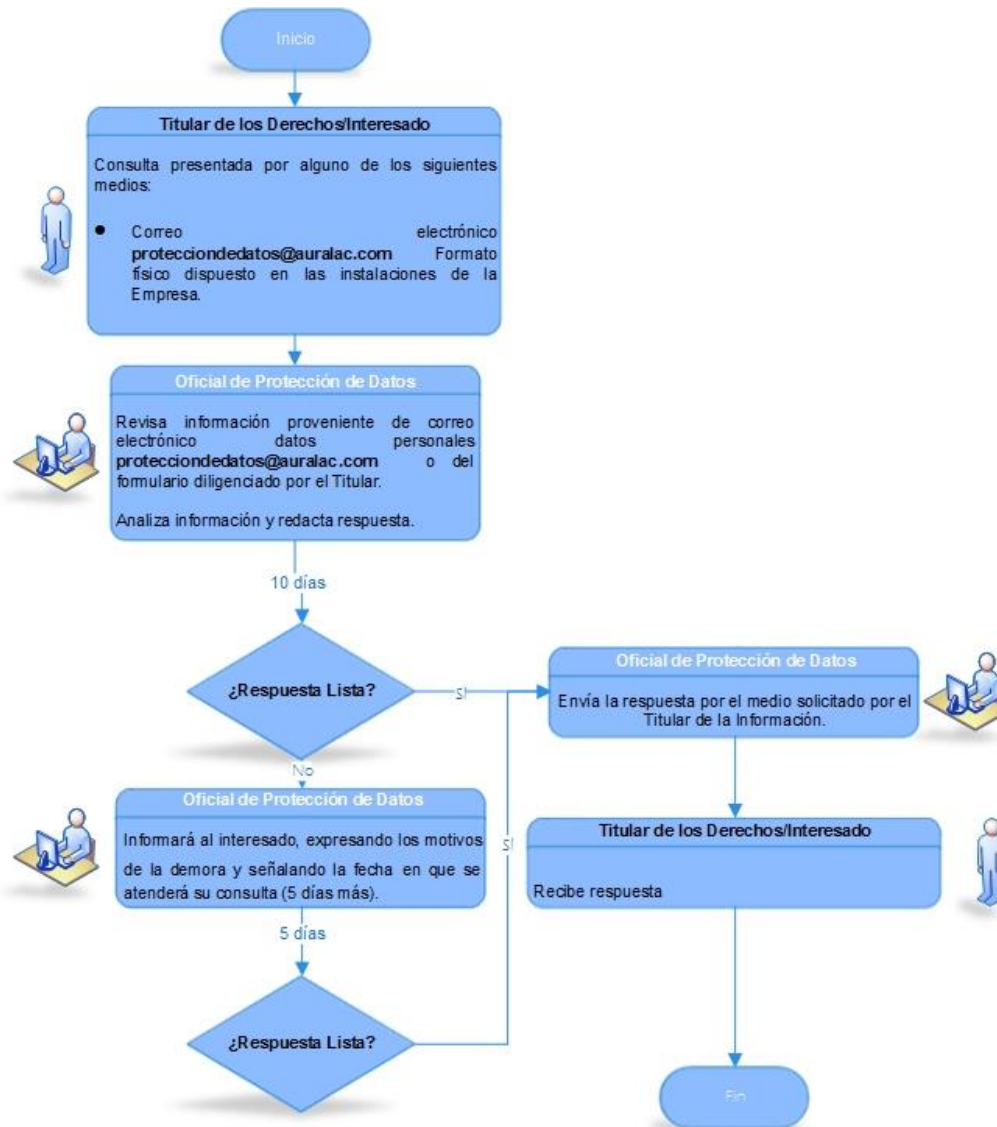 Inicio
Titular de los Derechos/Interesado
Consulta presentada por alguno de los siguientes
medios:
● Correo electrónico
protecciondedatos@auralac.com Formato
físico dispuesto en las instalaciones de la
Empresa.
Oficial de Protección de Datos
Revisa información proveniente de correo
electrónico datos personales
protecciondedatos@auralac.com o del
formulario diligenciado por el Titular.
Analiza información y redacta respuesta.
10 días
¿Respuesta Lista?
SI
No
Oficial de Protección de Datos
Informará al interesado, expresando los motivos
de la demora y señalando la fecha en que se
atenderá su consulta (5 días más).
5 días
¿Respuesta Lista?
SI
Oficial de Protección de Datos
Envía la respuesta por el medio solicitado por el
Titular de la Información.
Titular de los Derechos/Interesado
Recibe respuesta
Fin